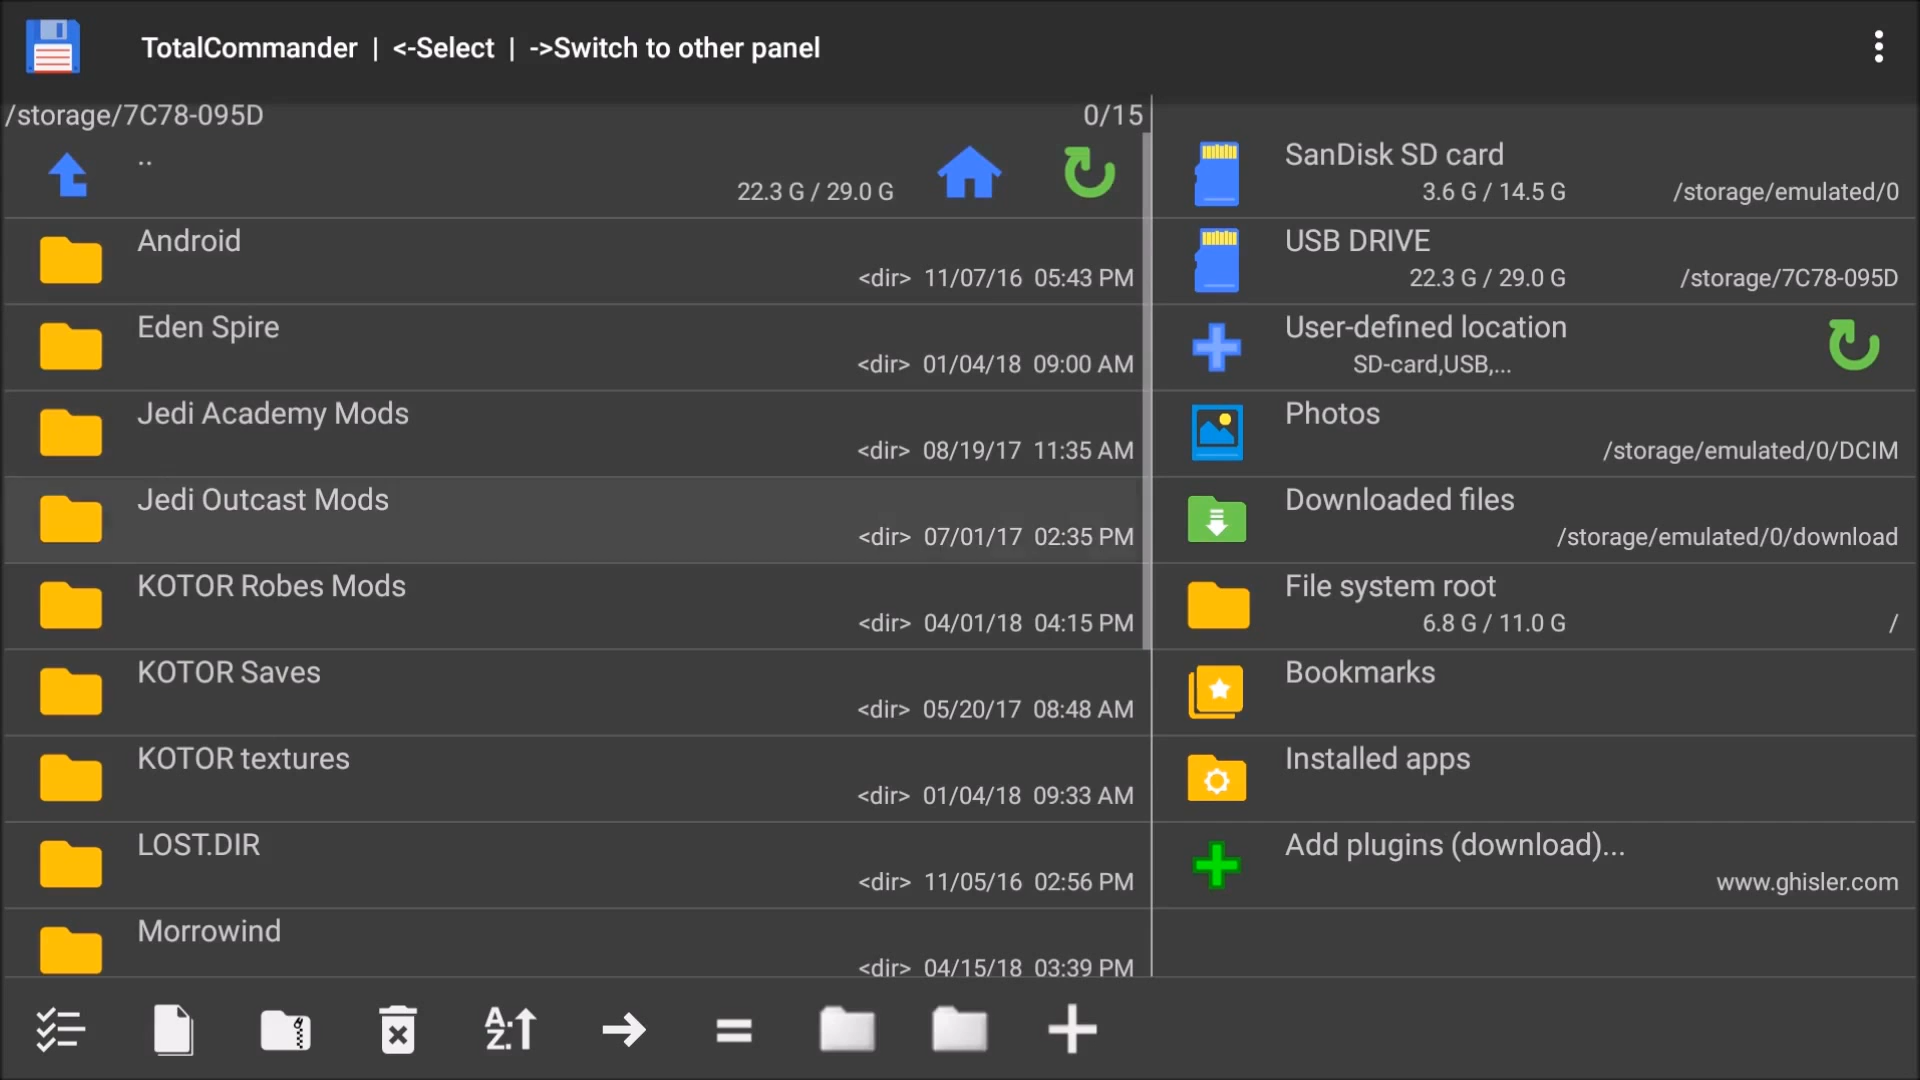 TotalCommander | <-Select | ->Switch to other panel
/storage/7C78-095D 0/15
..
22.3 G / 29.0 G
Android
<dir> 11/07/16 05:43 PM
Eden Spire
<dir> 01/04/18 09:00 AM
Jedi Academy Mods
<dir> 08/19/17 11:35 AM
Jedi Outcast Mods
<dir> 07/01/17 02:35 PM
KOTOR Robes Mods
<dir> 04/01/18 04:15 PM
KOTOR Saves
<dir> 05/20/17 08:48 AM
KOTOR textures
<dir> 01/04/18 09:33 AM
LOST.DIR
<dir> 11/05/16 02:56 PM
Morrowind
<dir> 04/15/18 03:39 PM
SanDisk SD card
3.6 G / 14.5 G /storage/emulated/0
USB DRIVE
22.3 G / 29.0 G /storage/7C78-095D
User-defined location
SD-card,USB,...
Photos
/storage/emulated/0/DCIM
Downloaded files
/storage/emulated/0/download
File system root
6.8 G / 11.0 G /
Bookmarks
Installed apps
Add plugins (download)...
www.ghisler.com
A.
Z.